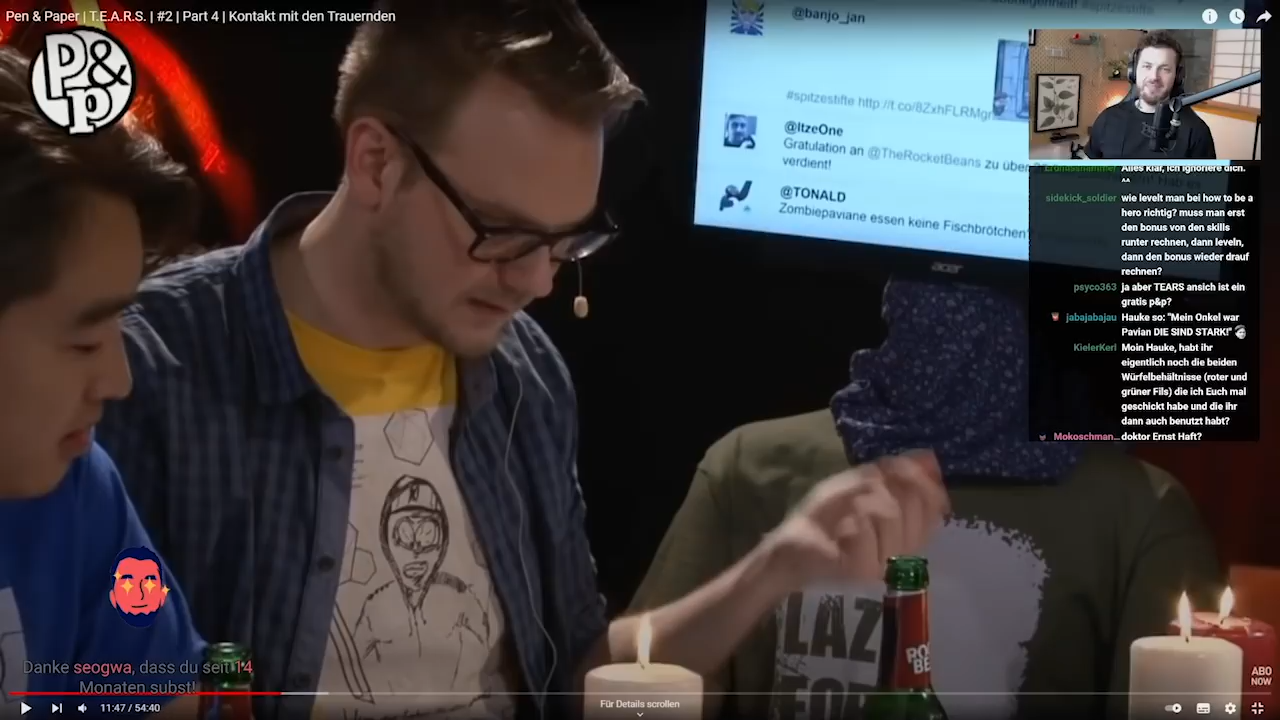 Pen & Paper | T.E.A.R.S. | #2 | Part 4 | Kontakt mit den Trauernden
P&P
@banjo_jan
#spitzestifte
#spitzestifte http://t.co/8ZxhFLRMgr
@ItzeOne
Gratulation an @TheRocketBeans zu über
verdient!
@TONALD
Zombiepaviane essen keine Fischbrötchen?
acer
Alles klar, ich ignoriere dich.
^^
sidekick_soldier wie levelt man bei how to be a
hero richtig? muss man erst
den bonus von den skills
runter rechnen, dann leveln,
dann den bonus wieder drauf
rechnen?
psyco363 ja aber TEARS ansich ist ein
gratis p&p?
jabajabajau Hauke so: "Mein Onkel war
Pavian DIE SIND STARK!"
KielerKerl Moin Hauke, habt ihr
eigentlich noch die beiden
Würfelbehältnisse (roter und
grüner Fils) die ich Euch mal
geschickt habe und die ihr
dann auch benutzt habt?
Mokoschman... doktor Ernst Haft?
LAZ
Danke seogwa, dass du seit 14
Monaten subst!
ABO
NOW
11:47 / 54:40
Für Details scrollen